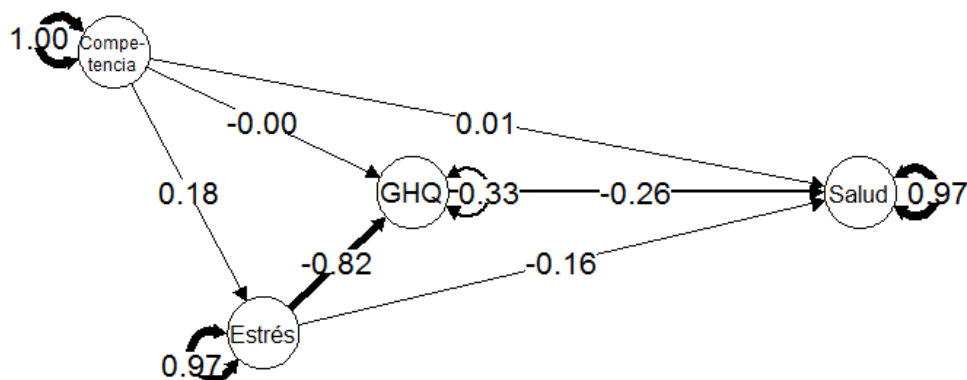 1.00
Compe-
tencia
-0.00
0.01
0.18
GHQ
0.33
-0.26
Salud
0.97
-0.82
-0.16
Estrés
0.97